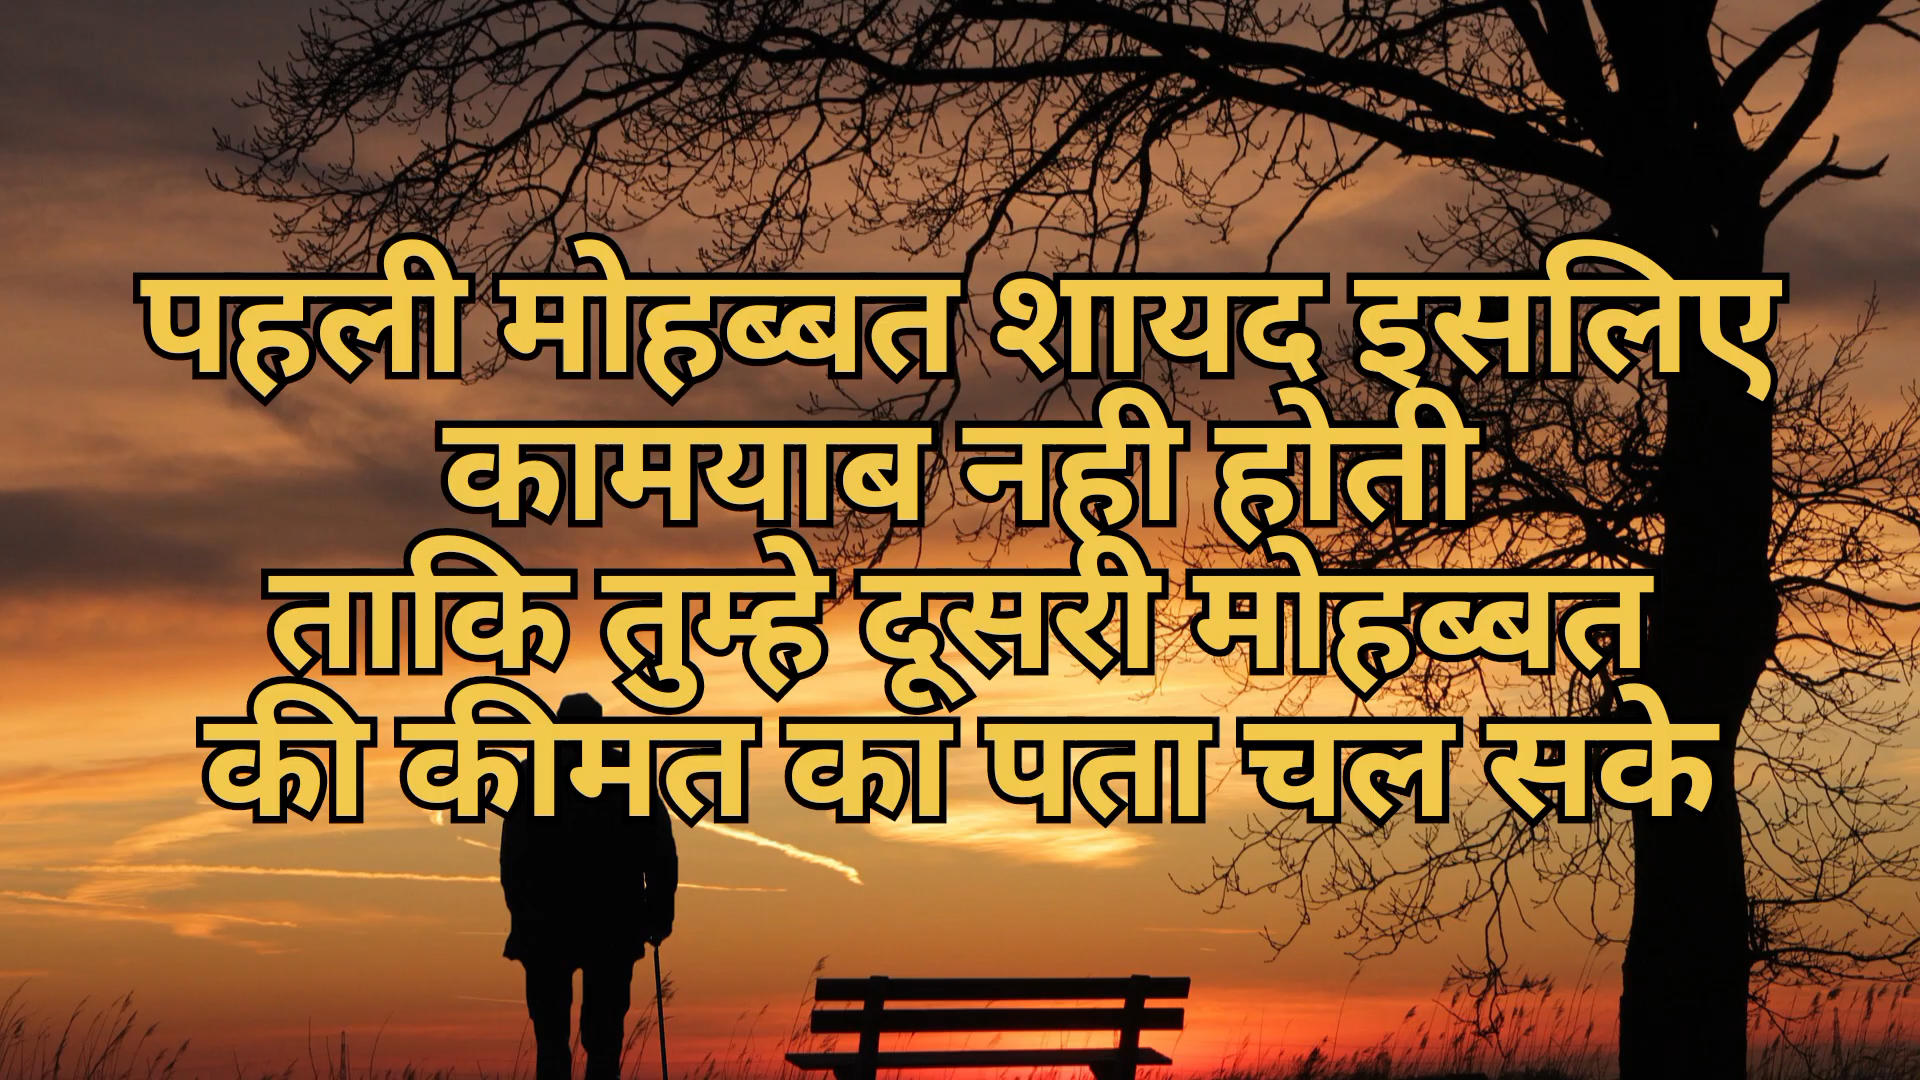 पहली मोहब्बत शायद इसलिए
कामयाब नही होती
ताकि तुम्हे दूसरी मोहब्बत
की कीमत का पता चल सके